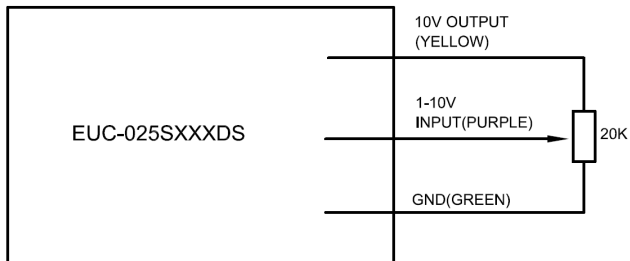 10V OUTPUT
(YELLOW)
1-10V
INPUT(PURPLE)
EUC-025SXXXDS
20K
GND(GREEN)